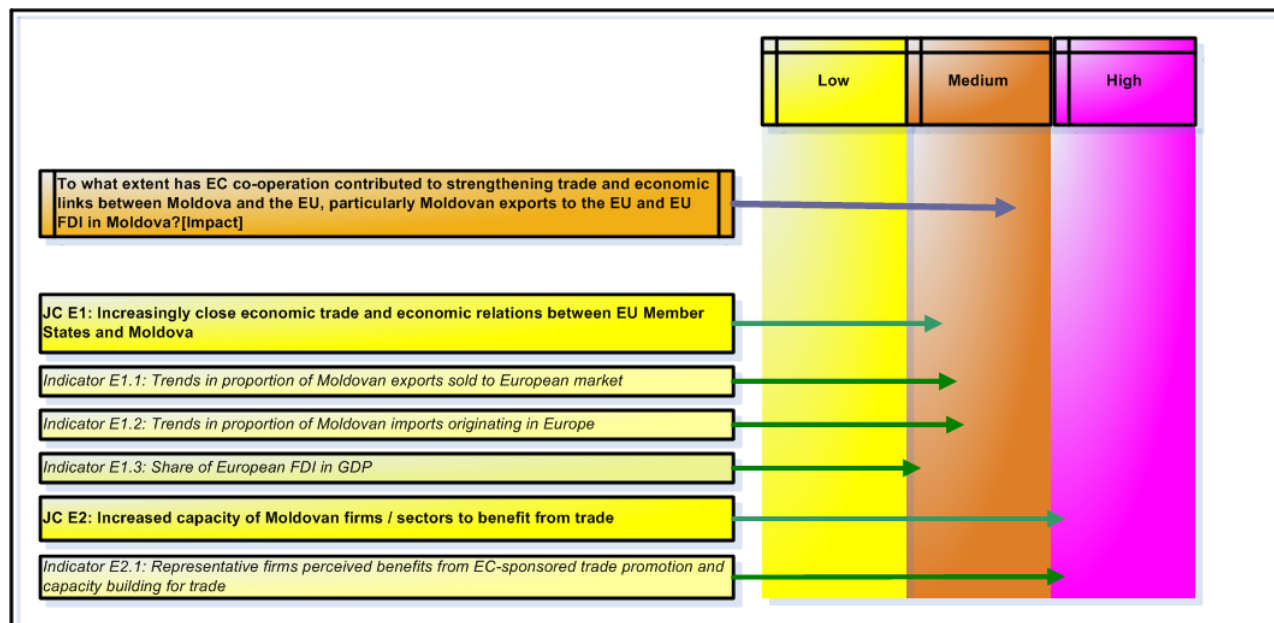 Low Medium High
To what extent has EC co-operation contributed to strengthening trade and economic
links between Moldova and the EU, particularly Moldovan exports to the EU and EU
FDI in Moldova?[Impact]
JC E1: Increasingly close economic trade and economic relations between EU Member
States and Moldova
Indicator E1.1: Trends in proportion of Moldovan exports sold to European market
Indicator E1.2: Trends in proportion of Moldovan imports originating in Europe
Indicator E1.3: Share of European FDI in GDP
JC E2: Increased capacity of Moldovan firms / sectors to benefit from trade
Indicator E2.1: Representative firms perceived benefits from EC-sponsored trade promotion and
capacity building for trade